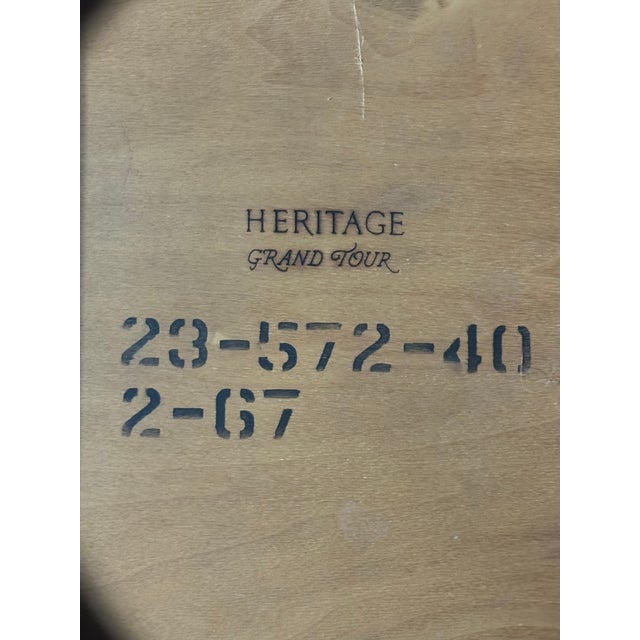 HERITAGE
GRAND TOUR
23-572-40
2-67